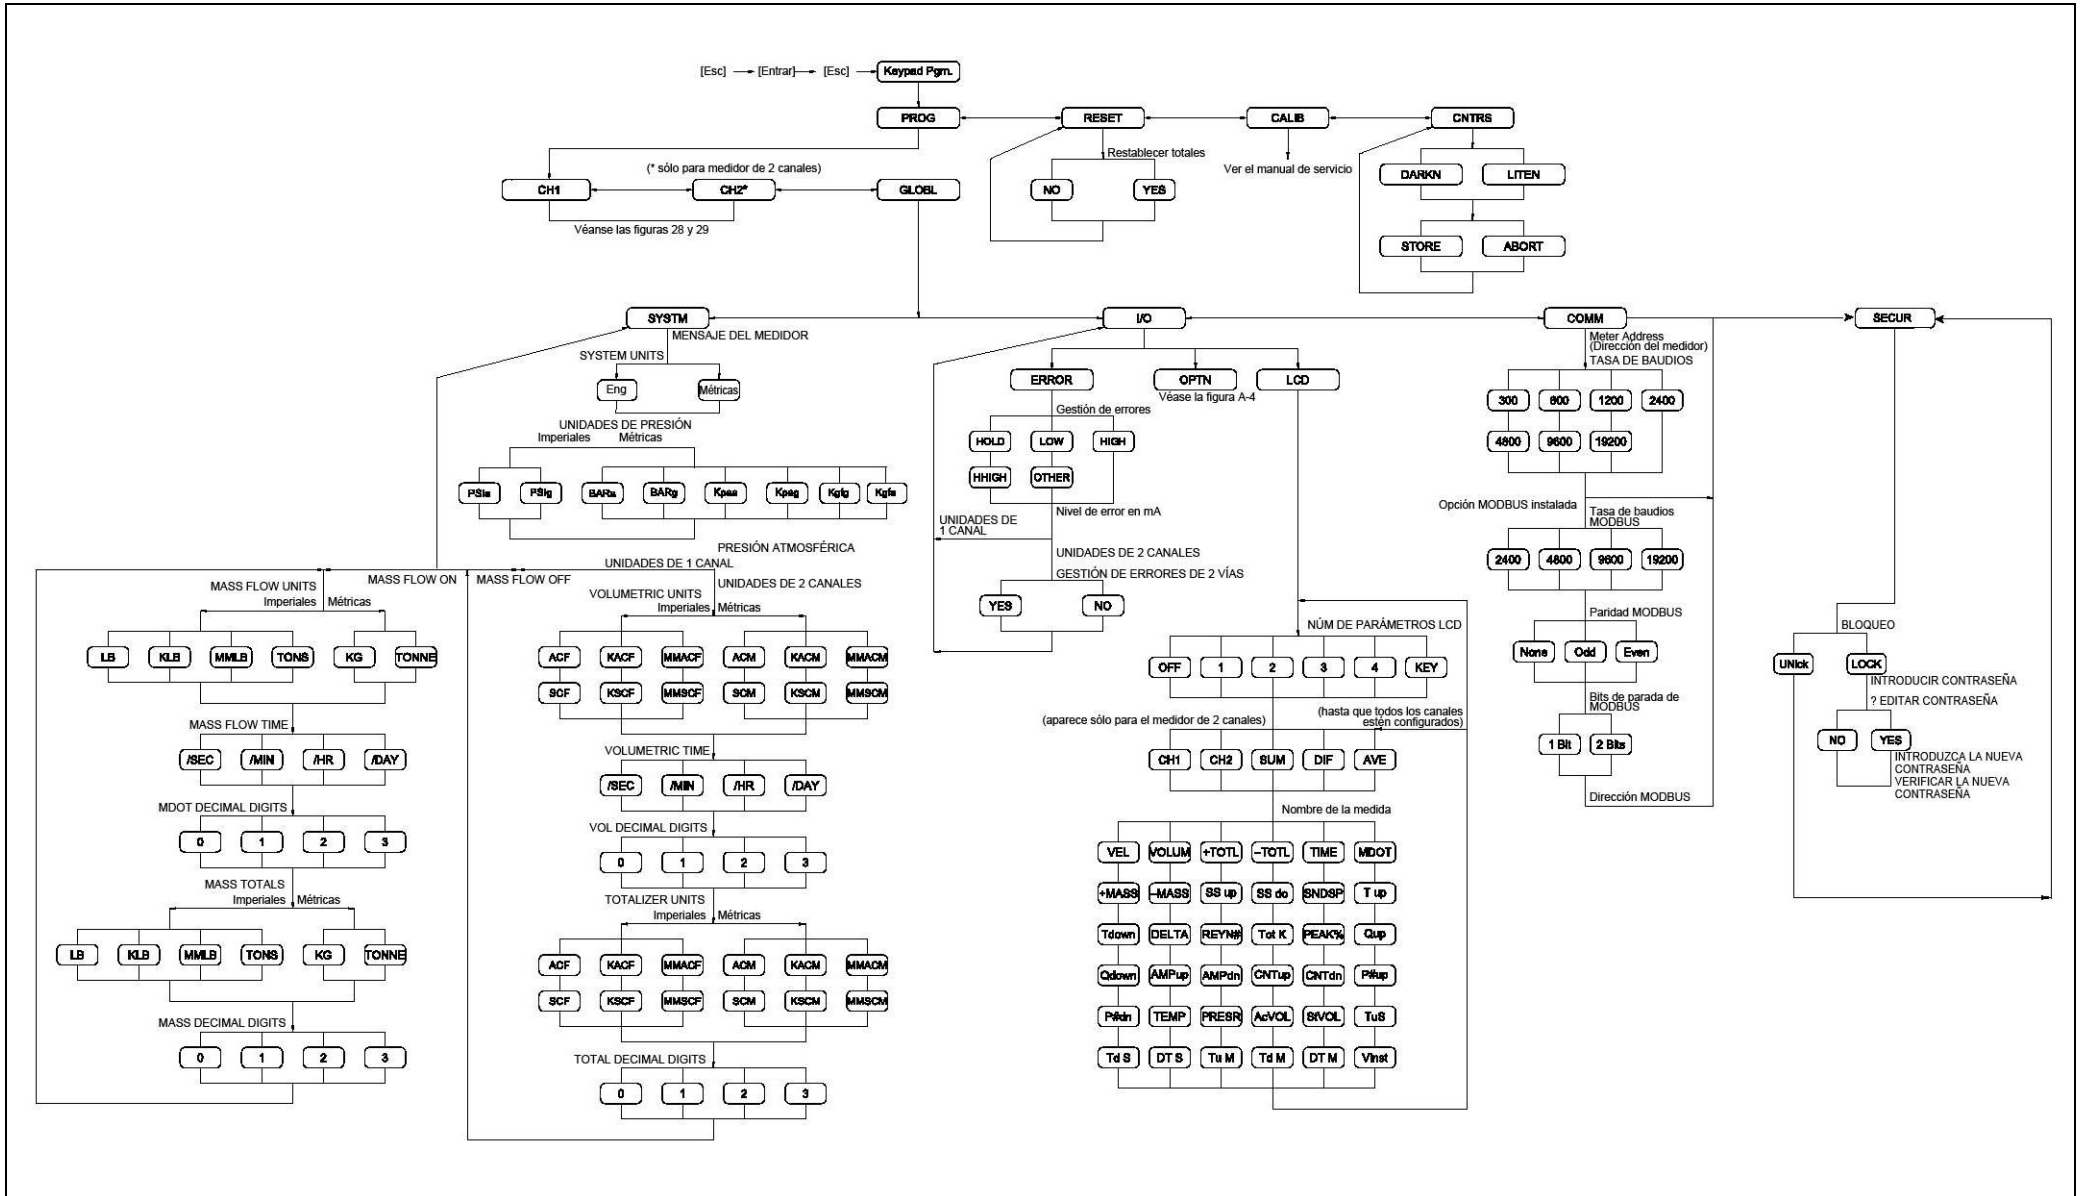 [Esc] [Entrar] [Esc] Keypad Pgm.
PROG RESET CALIB CNTRS
(* sólo para medidor de 2 canales)
Restablecer totales
Ver el manual de servicio
DARKN LITEN
CH1 CH2* GLOBL
NO YES
Véanse las figuras 28 y 29
STORE ABORT
SYSTM I/O COMM SECUR
MENSAJE DEL MEDIDOR
SYSTEM UNITS
Eng Métricas
UNIDADES DE PRESIÓN
Imperiales Métricas
PSIa PSIg BARa BARg Kpaa Kpag Kgfg Kgfa
PRESIÓN ATMOSFÉRICA
UNIDADES DE 1 CANAL
MASS FLOW ON MASS FLOW OFF
UNIDADES DE 2 CANALES
MASS FLOW UNITS
Imperiales Métricas
LB KLB MMLB TONS KG TONNE
MASS FLOW TIME
/SEC /MIN /HR /DAY
MDOT DECIMAL DIGITS
0 1 2 3
MASS TOTALS
Imperiales Métricas
LB KLB MMLB TONS KG TONNE
MASS DECIMAL DIGITS
0 1 2 3
VOLUMETRIC UNITS
Imperiales Métricas
ACF KACF MMACF ACM KACM MMACM
SCF KSCF MMSCF SCM KSCM MMSCM
VOLUMETRIC TIME
/SEC /MIN /HR /DAY
VOL DECIMAL DIGITS
0 1 2 3
TOTALIZER UNITS
Imperiales Métricas
ACF KACF MMACF ACM KACM MMACM
SCF KSCF MMSCF SCM KSCM MMSCM
TOTAL DECIMAL DIGITS
0 1 2 3
ERROR OPTN LCD
Véase la figura A-4
Gestión de errores
HOLD LOW HIGH
HHIGH OTHER
Nivel de error en mA
UNIDADES DE
1 CANAL
UNIDADES DE 2 CANALES
GESTIÓN DE ERRORES DE 2 VÍAS
YES NO
NÚM DE PARÁMETROS LCD
OFF 1 2 3 4 KEY
(aparece sólo para el medidor de 2 canales)
(hasta que todos los canales
estén configurados)
CH1 CH2 SUM DIF AVE
Nombre de la medida
VEL VOLUM +TOTL –TOTL TIME MDOT
+MASS –MASS SS up SS do SNDSP T up
Tdown DELTA REYN# Tot K PEAK% Qup
Qdown AMPup AMPdn CNTup CNTdn P#up
P#dn TEMP PRESR AcVOL StVOL TuS
Td S DT S Tu M Td M DT M Vinst
Meter Address
(Dirección del medidor)
TASA DE BAUDIOS
300 600 1200 2400
4800 9600 19200
Opción MODBUS instalada
Tasa de baudios
MODBUS
2400 4800 9600 19200
Paridad MODBUS
None Odd Even
Bits de parada de
MODBUS
1 Bit 2 Bits
Dirección MODBUS
BLOQUEO
UNlck LOCK
INTRODUCIR CONTRASEÑA
? EDITAR CONTRASEÑA
NO YES
INTRODUZCA LA NUEVA
CONTRASEÑA
VERIFICAR LA NUEVA
CONTRASEÑA